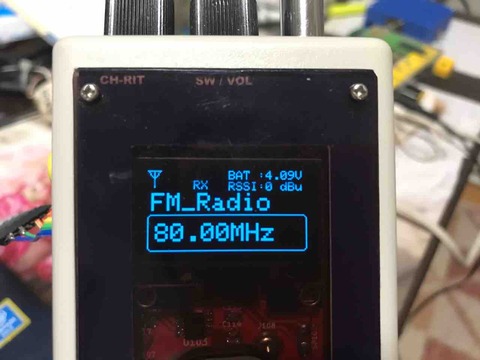 CH-RIT SW / VOL
BAT :4.09V
RX RSSI:0 dBu
FM_Radio
80.00MHz